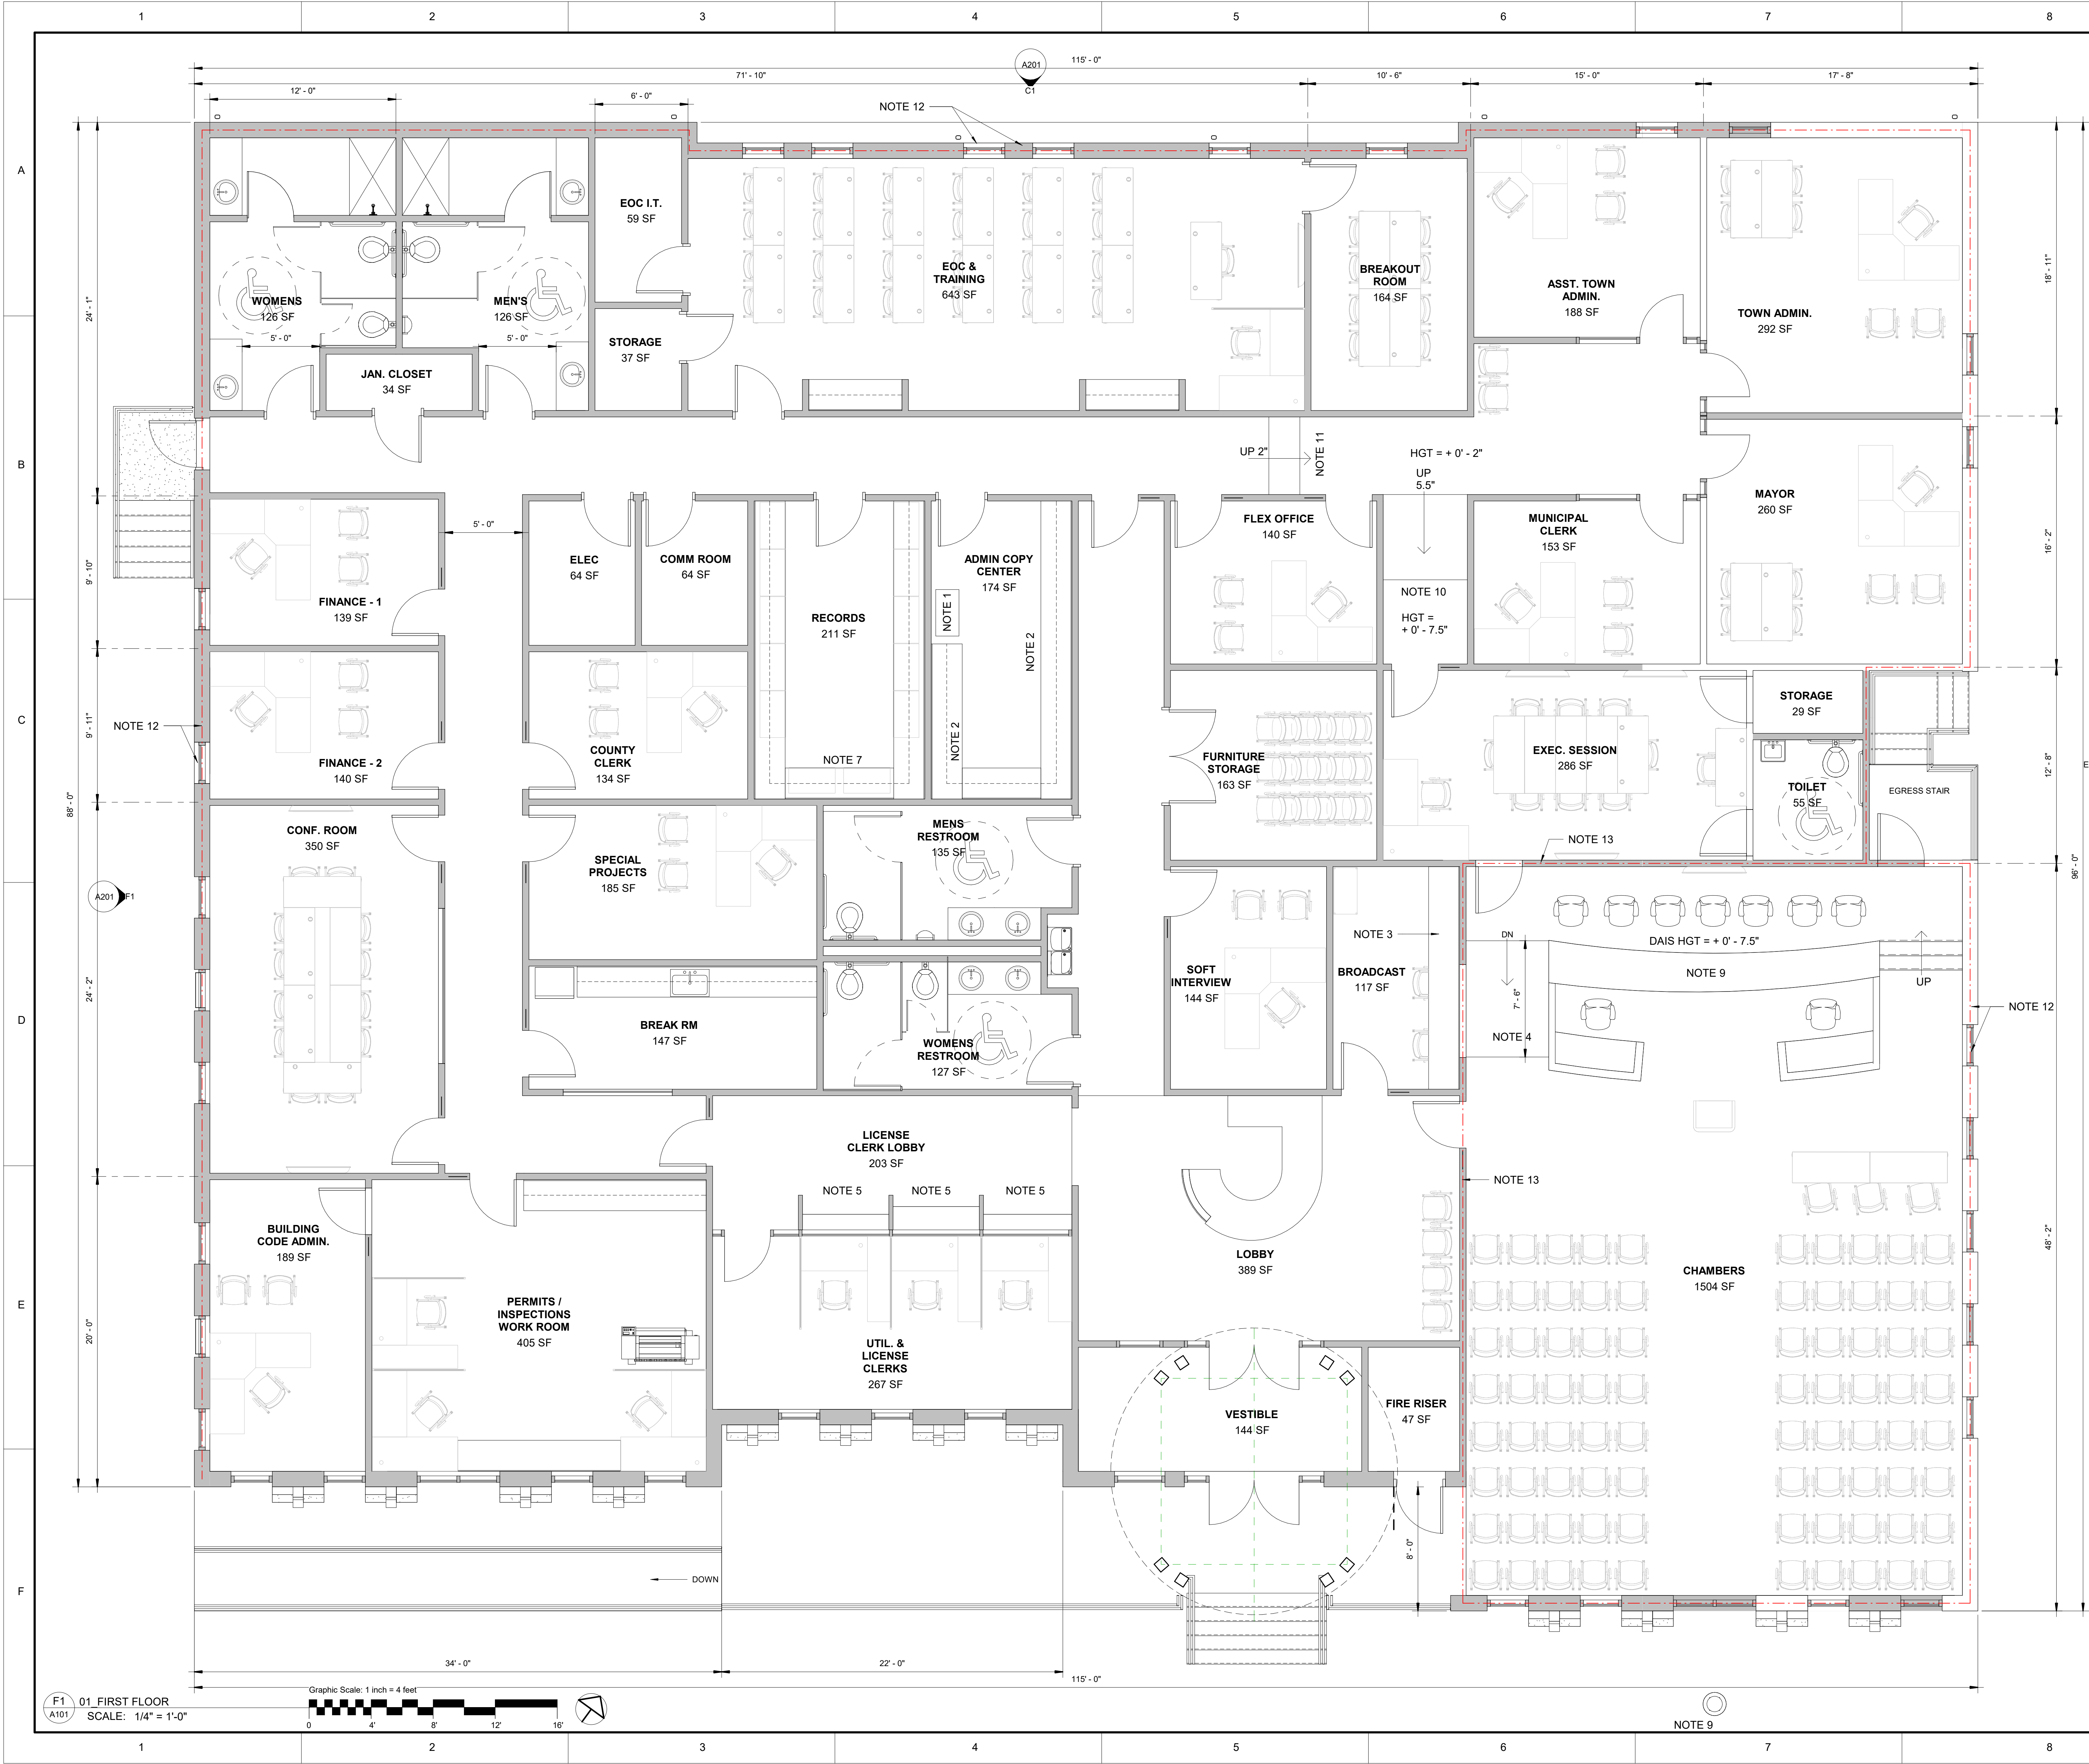 1 2 3 4 5 6 7 8
A201
C1
115' - 0"
71' - 10"
10' - 6"
15' - 0"
17' - 8"
12' - 0"
6' - 0"
NOTE 12
A
B
C
D
E
F
24' - 1"
9' - 10"
9' - 11"
24' - 2"
20' - 0"
88' - 0"
18' - 11"
16' - 2"
12' - 8"
48' - 2"
96' - 0"
E
EOC I.T.
59 SF
EOC &
TRAINING
643 SF
BREAKOUT
ROOM
164 SF
ASST. TOWN
ADMIN.
188 SF
TOWN ADMIN.
292 SF
WOMENS
126 SF
5' - 0"
MEN'S
126 SF
5' - 0"
STORAGE
37 SF
JAN. CLOSET
34 SF
UP 2"
NOTE 11
HGT = + 0' - 2"
UP
5.5"
5' - 0"
FINANCE - 1
139 SF
ELEC
64 SF
COMM ROOM
64 SF
RECORDS
211 SF
NOTE 7
ADMIN COPY
CENTER
174 SF
NOTE 1
NOTE 2
NOTE 2
FLEX OFFICE
140 SF
NOTE 10
HGT =
+ 0' - 7.5"
MUNICIPAL
CLERK
153 SF
MAYOR
260 SF
NOTE 12
FINANCE - 2
140 SF
COUNTY
CLERK
134 SF
FURNITURE
STORAGE
163 SF
EXEC. SESSION
286 SF
STORAGE
29 SF
TOILET
55 SF
EGRESS STAIR
NOTE 13
A201
F1
CONF. ROOM
350 SF
SPECIAL
PROJECTS
185 SF
MENS
RESTROOM
135 SF
BREAK RM
147 SF
WOMENS
RESTROOM
127 SF
SOFT
INTERVIEW
144 SF
NOTE 3
BROADCAST
117 SF
DN
7' - 6"
NOTE 4
DAIS HGT = + 0' - 7.5"
NOTE 9
UP
NOTE 12
LICENSE
CLERK LOBBY
203 SF
NOTE 5
NOTE 5
NOTE 5
NOTE 13
BUILDING
CODE ADMIN.
189 SF
PERMITS /
INSPECTIONS
WORK ROOM
405 SF
UTIL. &
LICENSE
CLERKS
267 SF
LOBBY
389 SF
CHAMBERS
1504 SF
VESTIBLE
144 SF
FIRE RISER
47 SF
8' - 0"
DOWN
34' - 0"
22' - 0"
115' - 0"
F1
A101
01_FIRST FLOOR
SCALE: 1/4" = 1'-0"
Graphic Scale: 1 inch = 4 feet
0 4' 8' 12' 16'
NOTE 9
1 2 3 4 5 6 7 8